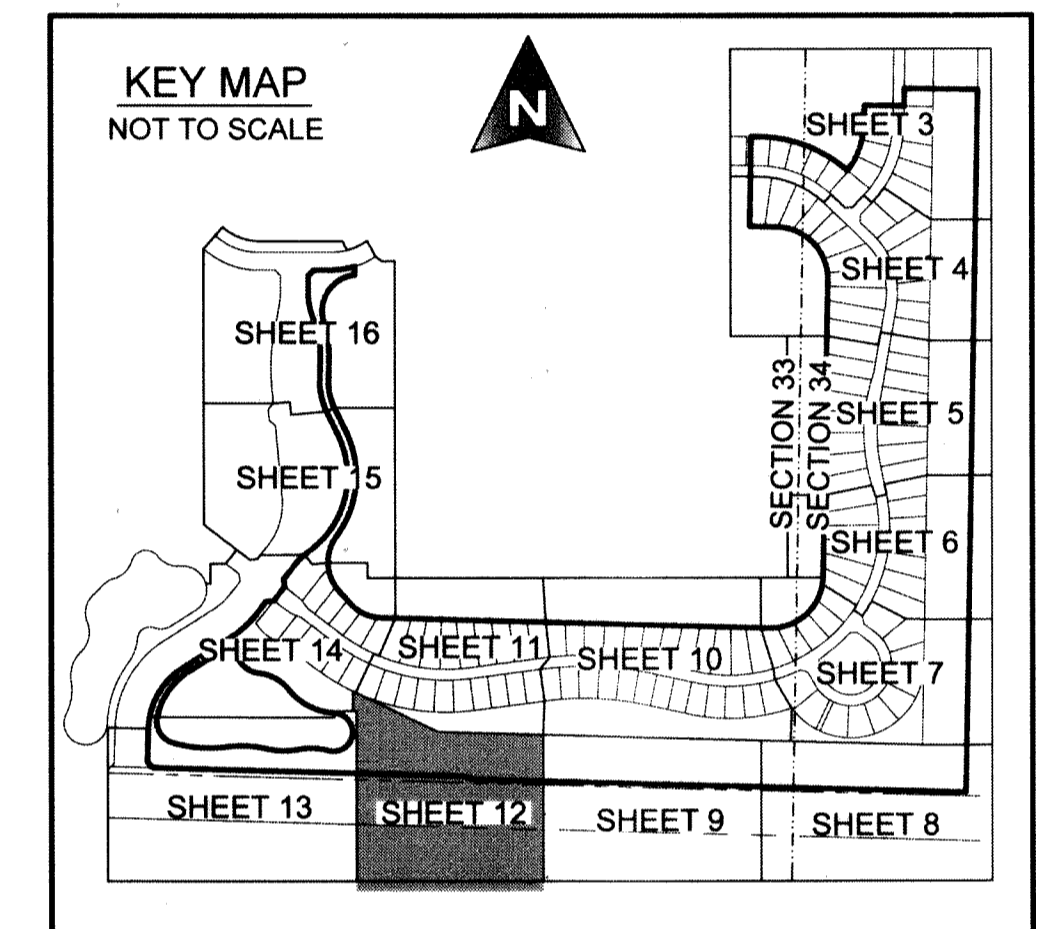 KEY MAP
NOT TO SCALE
N
SHEET 3
SHEET 4
SHEET 16
SECTION 33
SECTION 34
SHEET 5
SHEET 15
SHEET 6
SHEET 14
SHEET 11
SHEET 10
SHEET 7
SHEET 13
SHEET 12
SHEET 9
SHEET 8